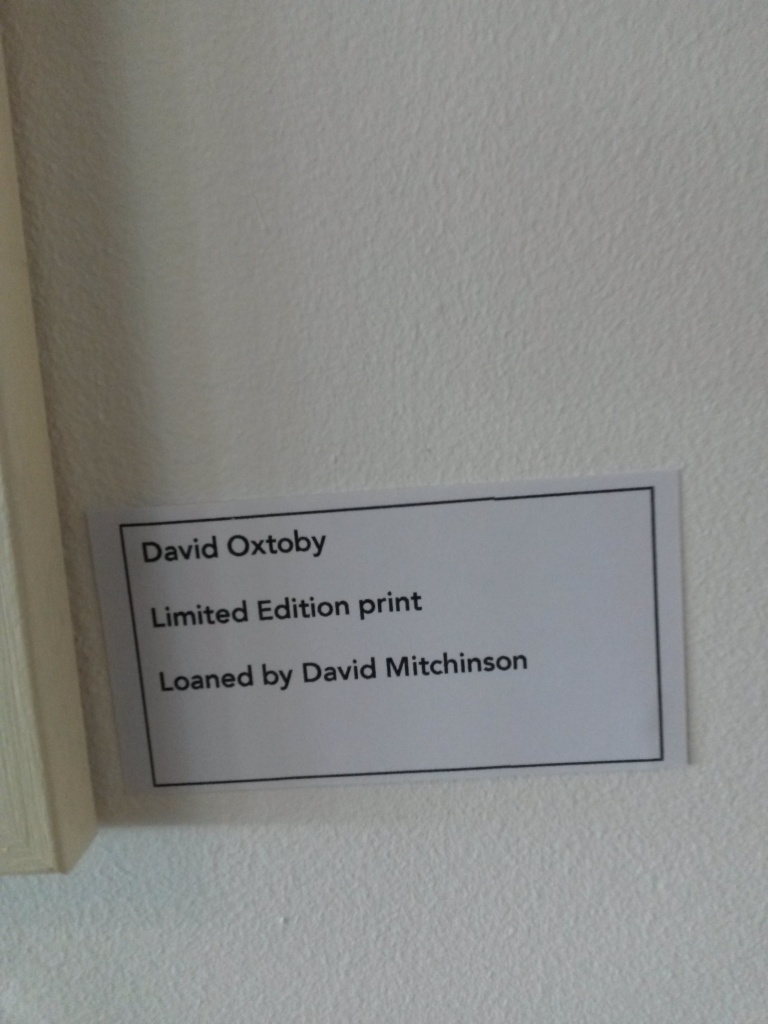 David Oxtoby
Limited Edition print
Loaned by David Mitchinson